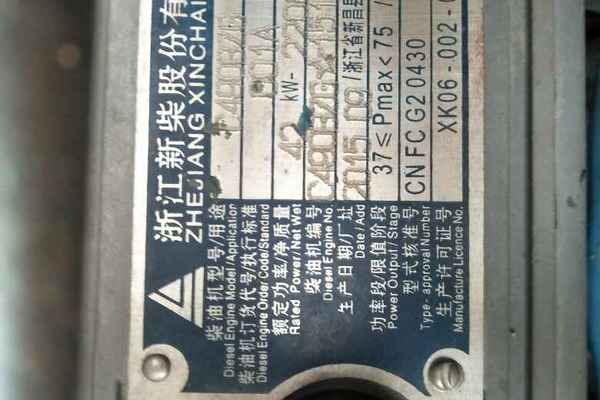 浙江新柴股份有
ZHEJIANG XINCHAI
柴油机型号/用途
Diesel Engine Model/Application
柴油机订货代号/执行标准
Diesel Engine Order Code/Standard
额定功率/净质量 42 kW- 220
Rated Power/Net Wet
柴油机编号
Diesel Engine No.
生产日期/厂址 2015.09 /浙江省新昌县
Date/Add
功率段/限值阶段 37≤Pmax<75 /
Power Output/Stage
型式核准号 CN FC G2 0430
Type-approval Number
生产许可证号 XK06-002-
Manufacture Licence No.